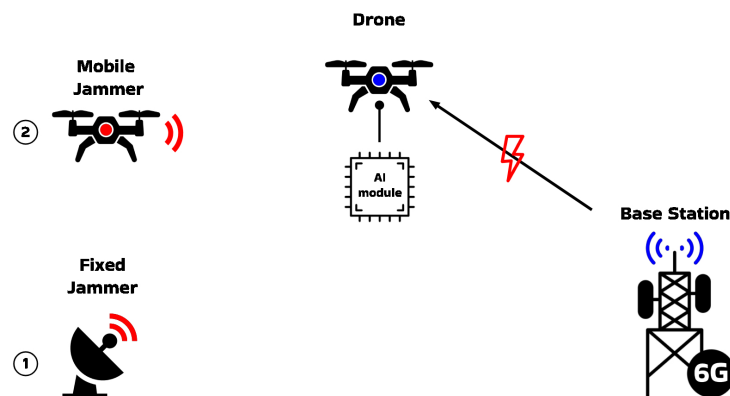 Drone
Mobile
Jammer
2
AI
module
Base Station
Fixed
Jammer
1
6G